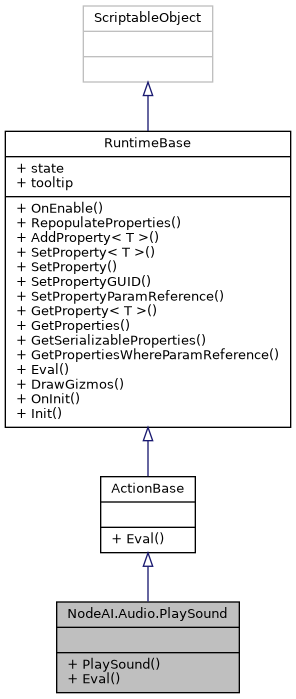 ScriptableObject
RuntimeBase
+ state
+ tooltip
+ OnEnable()
+ RepopulateProperties()
+ AddProperty< T >()
+ SetProperty< T >()
+ SetProperty()
+ SetPropertyGUID()
+ SetPropertyParamReference()
+ GetProperty< T >()
+ GetProperties()
+ GetSerializableProperties()
+ GetPropertiesWhereParamReference()
+ Eval()
+ DrawGizmos()
+ OnInit()
+ Init()
ActionBase
+ Eval()
NodeAI.Audio.PlaySound
+ PlaySound()
+ Eval()